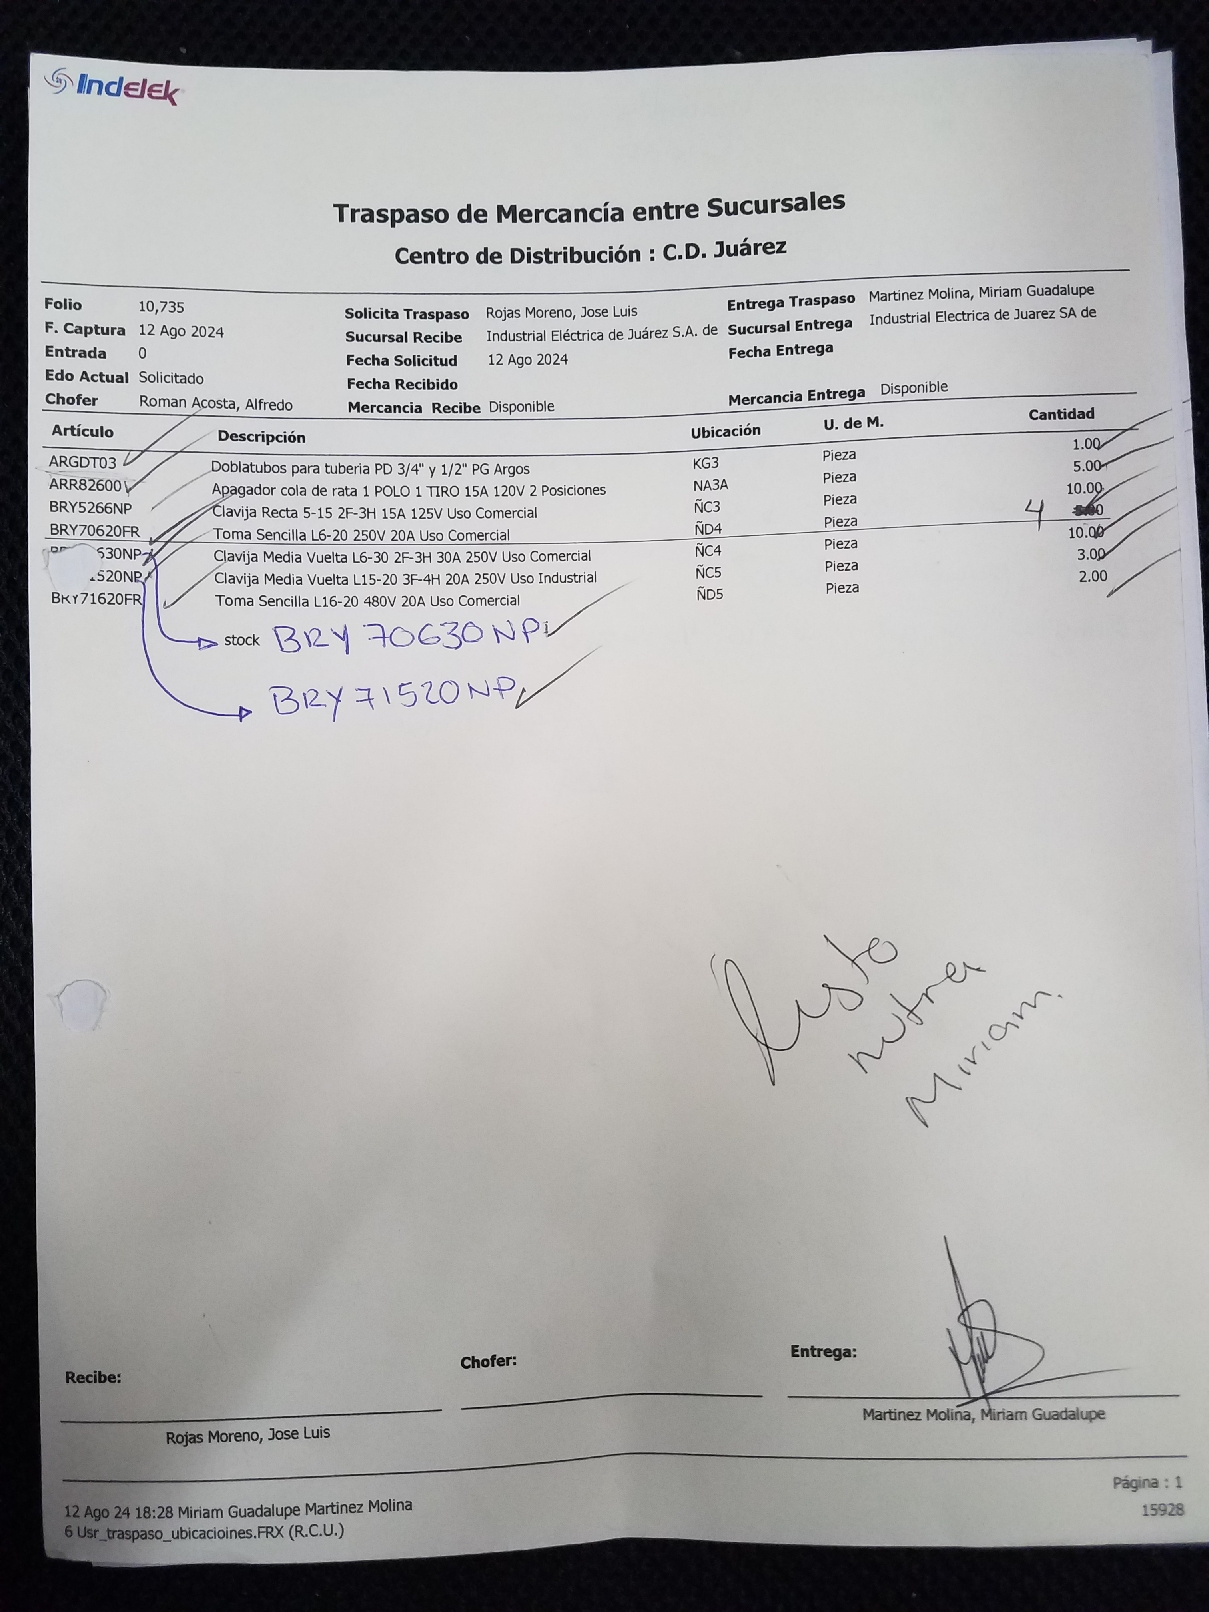 Indelek
Traspaso de Mercancía entre Sucursales
Centro de Distribución : C.D. Juárez
Folio 10,735
F. Captura 12 Ago 2024
Entrada 0
Edo Actual Solicitado
Chofer Roman Acosta, Alfredo
Solicita Traspaso Rojas Moreno, Jose Luis
Sucursal Recibe Industrial Eléctrica de Juárez S.A. de
Fecha Solicitud 12 Ago 2024
Fecha Recibido
Mercancia Recibe Disponible
Entrega Traspaso Martinez Molina, Miriam Guadalupe
Sucursal Entrega Industrial Electrica de Juarez SA de
Fecha Entrega
Mercancia Entrega Disponible
Artículo Descripción Ubicación U. de M. Cantidad
ARGDT03 Doblatubos para tuberia PD 3/4" y 1/2" PG Argos KG3 Pieza 1.00
ARR82600 Apagador cola de rata 1 POLO 1 TIRO 15A 120V 2 Posiciones NA3A Pieza 5.00
BRY5266NP Clavija Recta 5-15 2F-3H 15A 125V Uso Comercial ÑC3 Pieza 10.00
BRY70620FR Toma Sencilla L6-20 250V 20A Uso Comercial ÑD4 Pieza 4
630NP Clavija Media Vuelta L6-30 2F-3H 30A 250V Uso Comercial ÑC4 Pieza 10.00
520NP Clavija Media Vuelta L15-20 3F-4H 20A 250V Uso Industrial ÑC5 Pieza 3.00
BRY71620FR Toma Sencilla L16-20 480V 20A Uso Comercial ÑD5 Pieza 2.00
stock BRY 70630NP
BRY 71520NP
listo
Miriam.
Recibe:
Rojas Moreno, Jose Luis
Chofer:
Entrega:
Martinez Molina, Miriam Guadalupe
12 Ago 24 18:28 Miriam Guadalupe Martinez Molina
6 Usr_traspaso_ubicacioines.FRX (R.C.U.)
Página : 1
15928